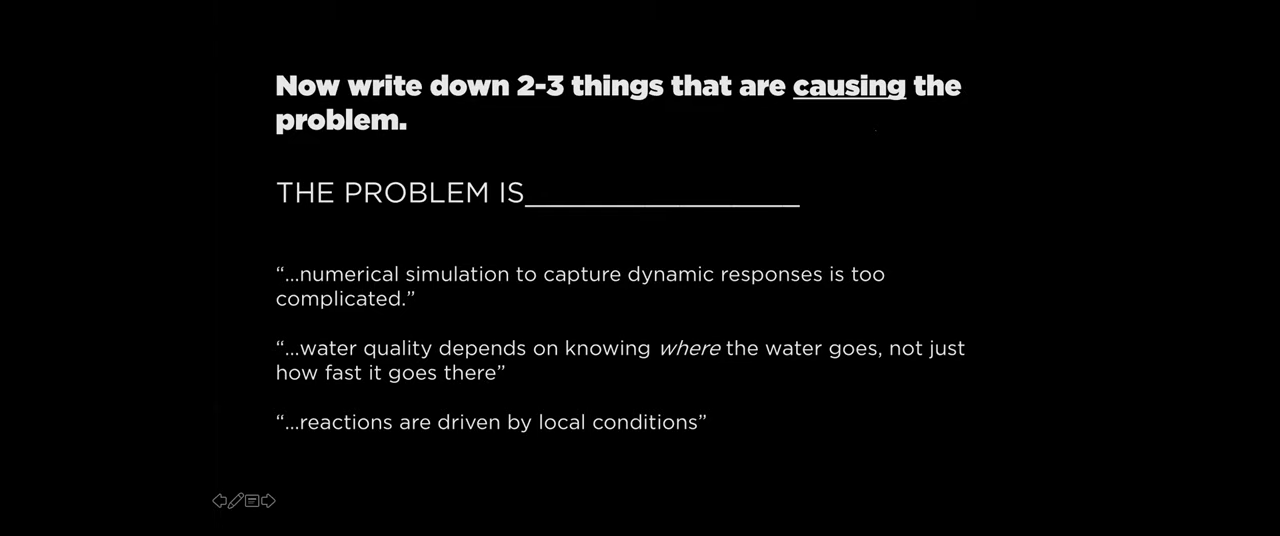 Now write down 2-3 things that are causing the
problem.
THE PROBLEM IS________________
“...numerical simulation to capture dynamic responses is too
complicated.”
“...water quality depends on knowing where the water goes, not just
how fast it goes there”
“...reactions are driven by local conditions”